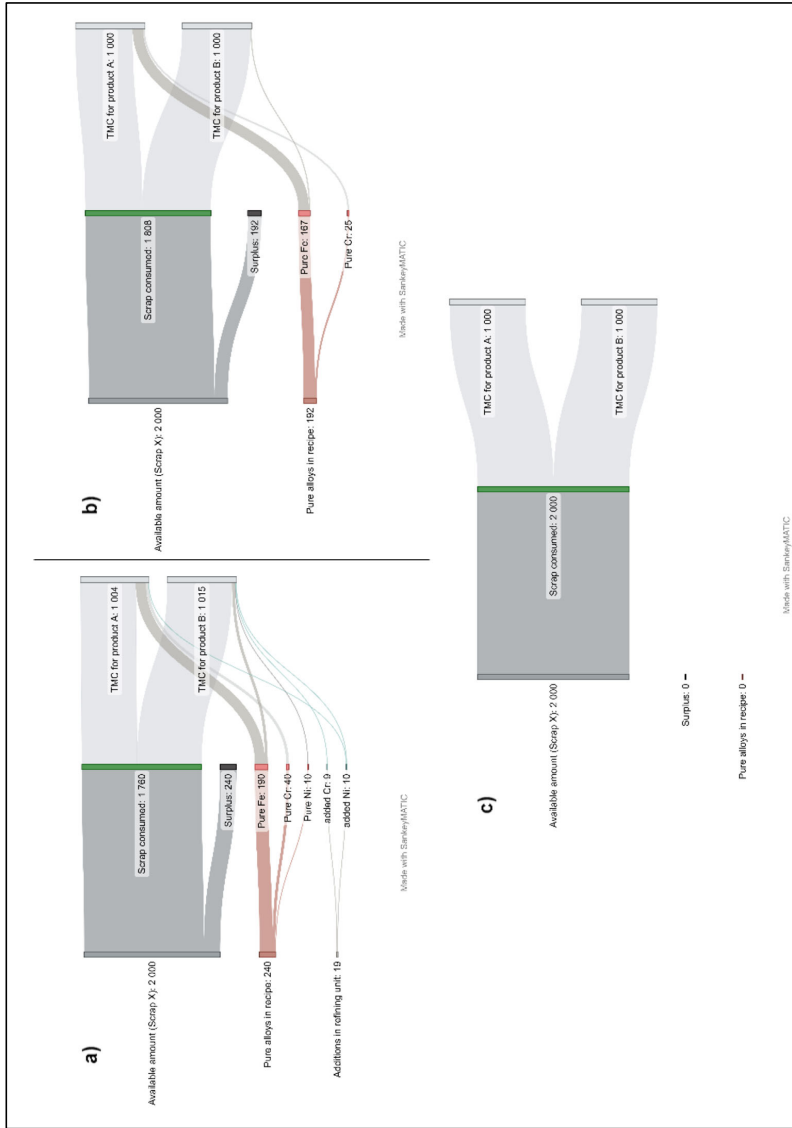 a)
Available amount (Scrap X): 2 000
Scrap consumed: 1 760
TMC for product A: 1 004
TMC for product B: 1 015
Surplus: 240
Pure alloys in recipe: 240
Pure Fe: 190
Pure Cr: 40
Pure Ni: 10
Additions in refining unit: 19
added Cr: 9
added Ni: 10
Made with SankeyMATIC
b)
Available amount (Scrap X): 2 000
Scrap consumed: 1 808
TMC for product A: 1 000
TMC for product B: 1 000
Surplus: 192
Pure alloys in recipe: 192
Pure Fe: 167
Pure Cr: 25
Made with SankeyMATIC
c)
Available amount (Scrap X): 2 000
Scrap consumed: 2 000
TMC for product A: 1 000
TMC for product B: 1 000
Surplus: 0
Pure alloys in recipe: 0
Made with SankeyMATIC